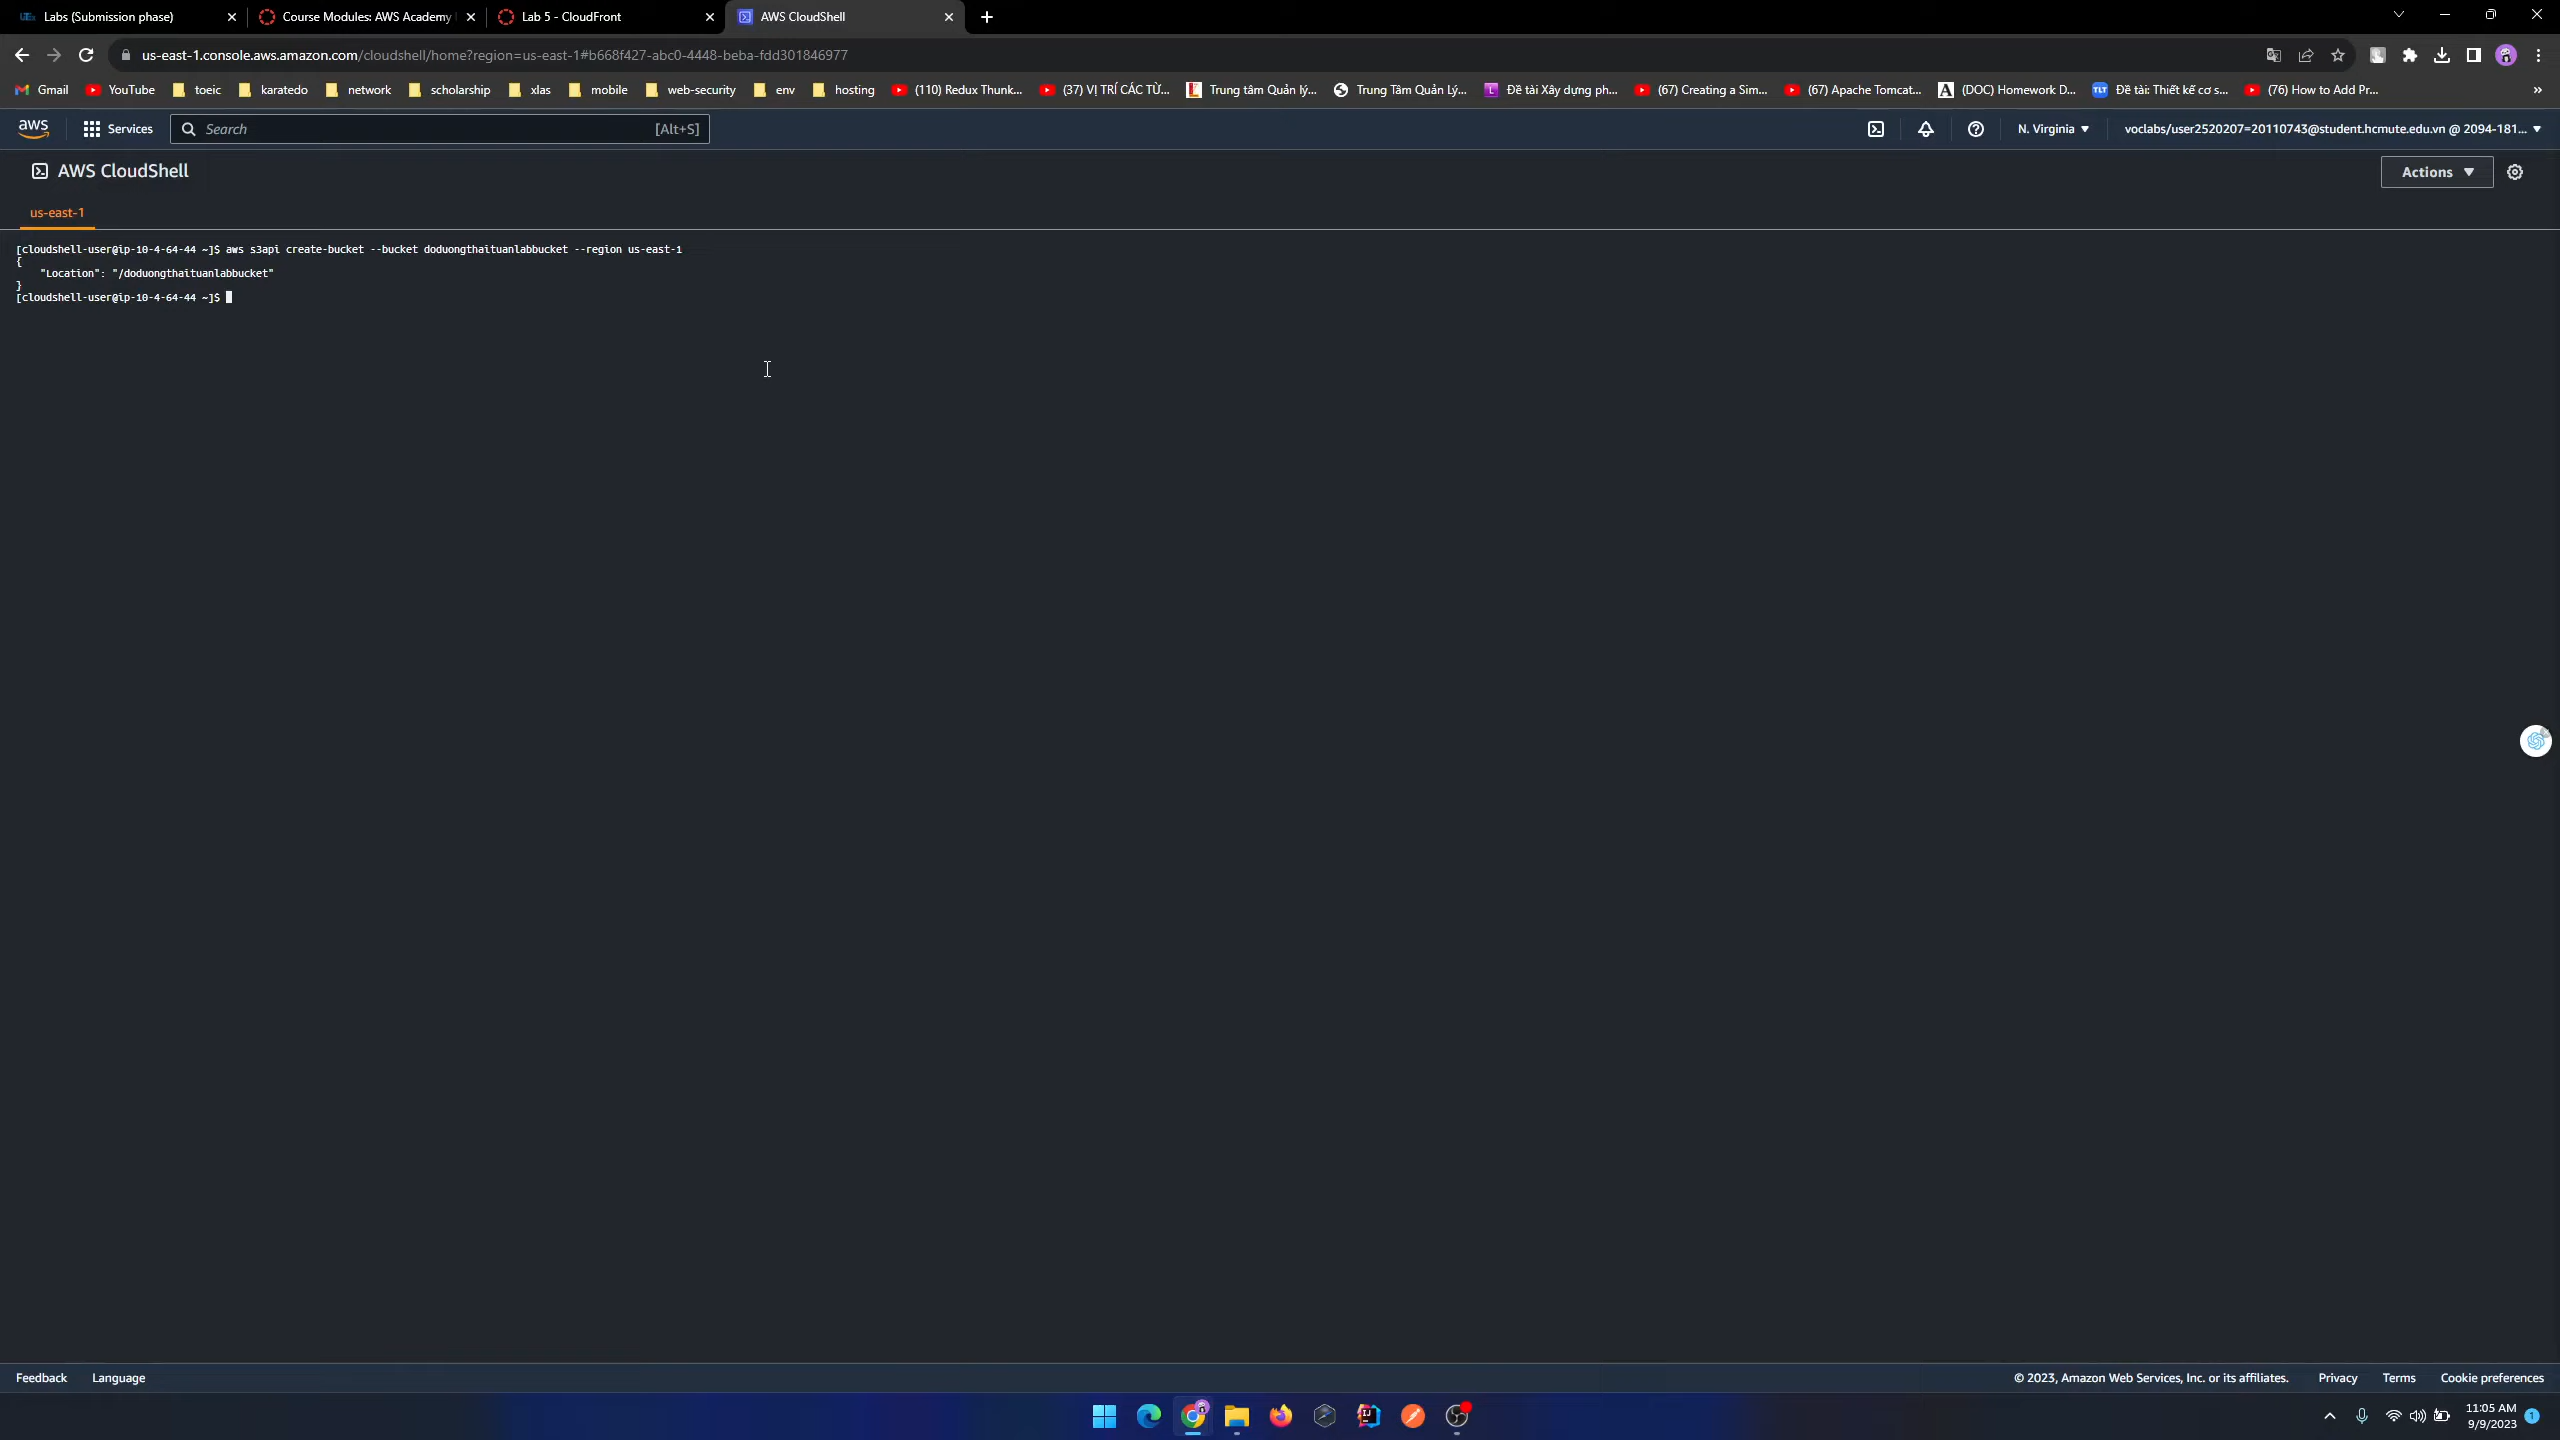 Labs (Submission phase)
Course Modules: AWS Academy
Lab 5 - CloudFront
AWS CloudShell
us-east-1.console.aws.amazon.com/cloudshell/home?region=us-east-1#b668f427-abc0-4448-beba-fdd301846977
Gmail
YouTube
toeic
karatedo
network
scholarship
xlas
mobile
web-security
env
hosting
(110) Redux Thunk...
(37) VỊ TRÍ CÁC TỪ...
Trung tâm Quản lý...
Trung Tâm Quản Lý...
Đề tài Xây dựng ph...
(67) Creating a Sim...
(67) Apache Tomcat...
(DOC) Homework D...
Đề tài: Thiết kế cơ s...
(76) How to Add Pr...
»
aws
Services
Search
[Alt+S]
N. Virginia
voclabs/user2520207=20110743@student.hcmute.edu.vn @ 2094-181...
AWS CloudShell
Actions
us-east-1
[cloudshell-user@ip-10-4-64-44 ~]$ aws s3api create-bucket --bucket doduongthaituanlabbucket --region us-east-1
{
"Location": "/doduongthaituanlabbucket"
}
[cloudshell-user@ip-10-4-64-44 ~]$
Feedback
Language
© 2023, Amazon Web Services, Inc. or its affiliates.
Privacy
Terms
Cookie preferences
11:05 AM
9/9/2023
1